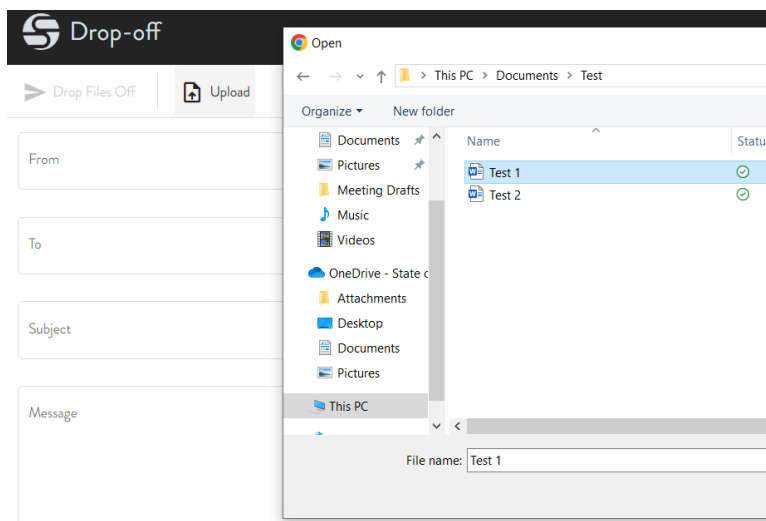 Drop-off
Drop Files Off
Upload
From
To
Subject
Message
Open
This PC > Documents > Test
Organize
New folder
Documents
Pictures
Meeting Drafts
Music
Videos
OneDrive - State
Attachments
Desktop
Documents
Pictures
This PC
Name
Statu
Test 1
Test 2
File name: Test 1